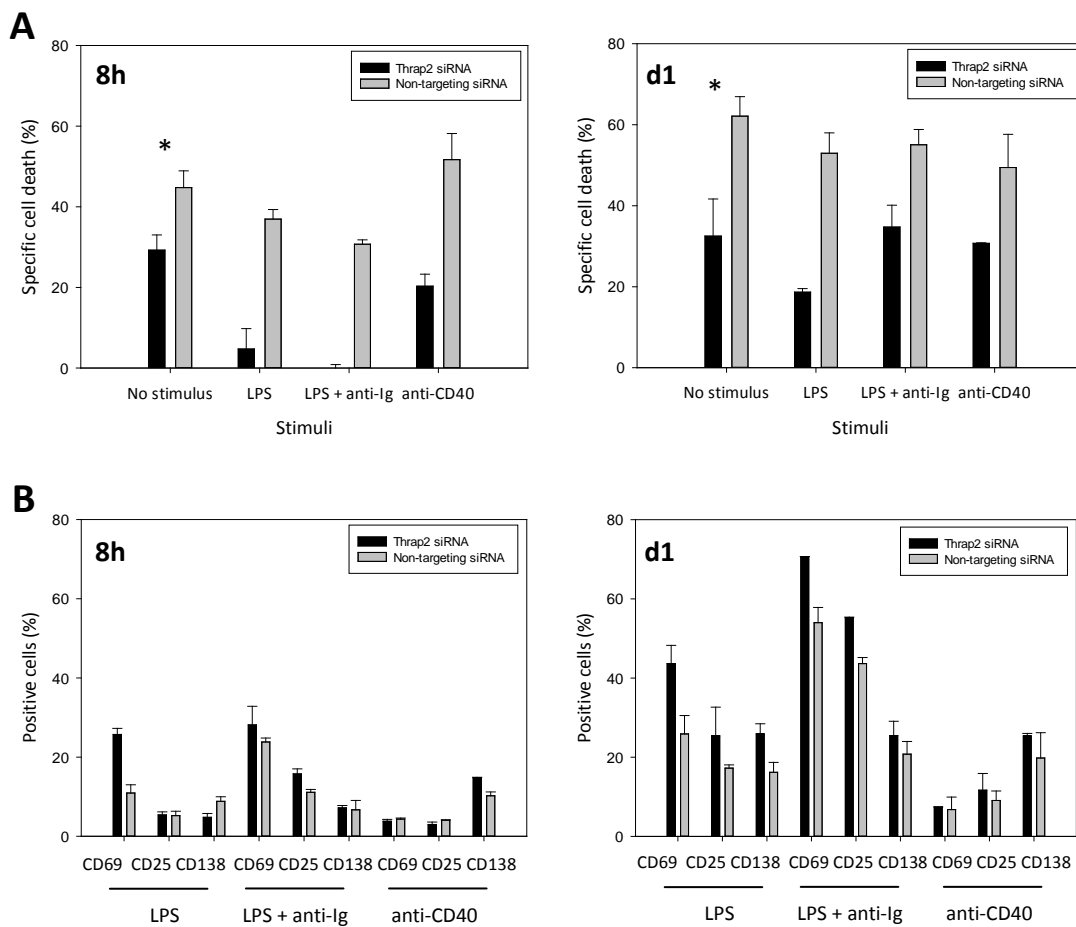 A
8h
Thrap2 siRNA
Non-targeting siRNA
*
Specific cell death (%)
80
60
40
20
0
No stimulus LPS LPS + anti-Ig anti-CD40
Stimuli
d1
Thrap2 siRNA
Non-targeting siRNA
*
Specific cell death (%)
80
60
40
20
0
No stimulus LPS LPS + anti-Ig anti-CD40
Stimuli
B
8h
Thrap2 siRNA
Non-targeting siRNA
Positive cells (%)
80
60
40
20
0
CD69 CD25 CD138 CD69 CD25 CD138 CD69 CD25 CD138
LPS LPS + anti-Ig anti-CD40
d1
Thrap2 siRNA
Non-targeting siRNA
Positive cells (%)
80
60
40
20
0
CD69 CD25 CD138 CD69 CD25 CD138 CD69 CD25 CD138
LPS LPS + anti-Ig anti-CD40